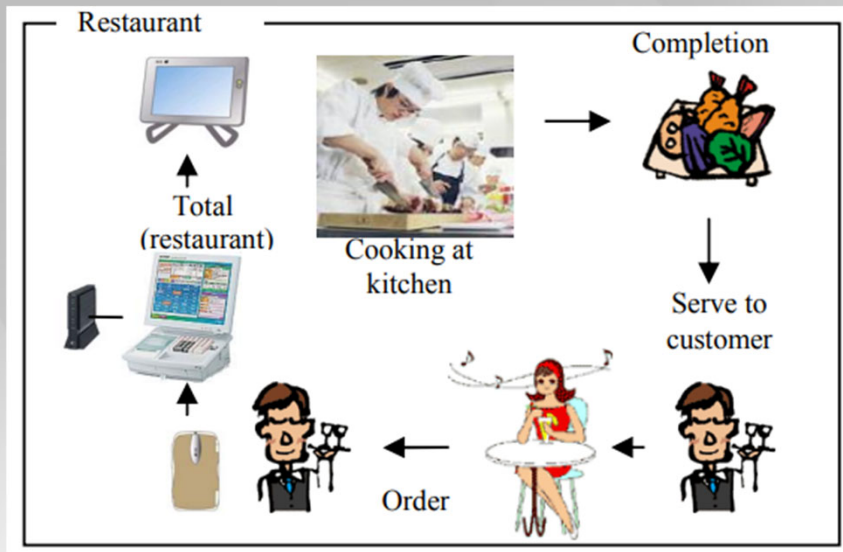 Restaurant
Completion
Total
(restaurant)
Cooking at
kitchen
Serve to
customer
Order